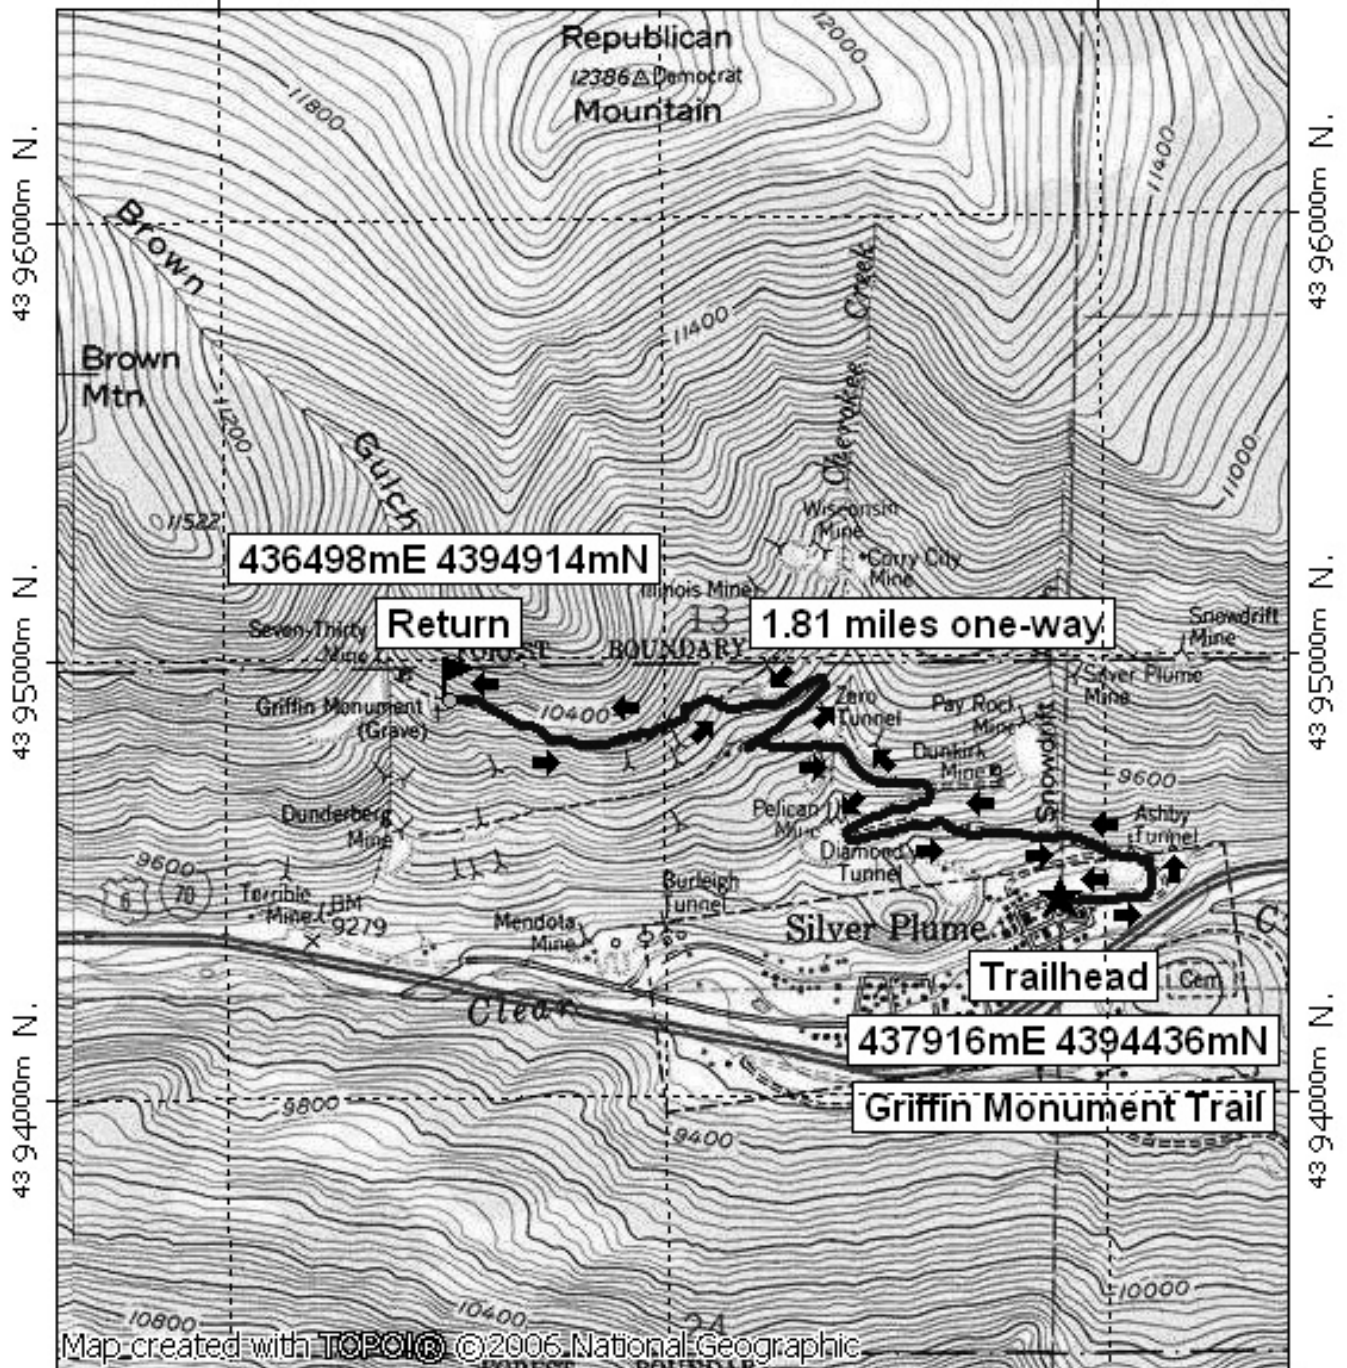 Republican
12000
12386 Democrat
Mountain
11800
11400
43 96000m N.
43 96000m N.
Brown
Cherokee Creek
11400
Brown
Mtn
11200
Gulch
11000
11522
Wisconsin
Mine
436498mE 4394914mN
Corry City
Mine
Illinois Mine
13
Return
1.81 miles one-way
Snowdrift
Mine
Seven-Thirty
Mine
FOREST BOUNDARY
43 95000m N.
43 95000m N.
Silver Plume
Mine
Griffin Monument
(Grave)
10400
Zero
Tunnel
Pay Rock
Mine
Dunkirk
Mine
Snowdrift
9600
Dunderberg
Mine
Pelican
Mine
Ashby
Tunnel
Diamond
Tunnel
9600
6
70
Terrible
Mine
BM
9279
Burleigh
Tunnel
Mendota
Mine
Silver Plume
C
Trailhead
Cem
Clear
437916mE 4394436mN
43 94000m N.
43 94000m N.
9800
Griffin Monument Trail
9400
10000
10800
10400
24
Map created with TOPO!® ©2006 National Geographic
FOREST BOUNDAR